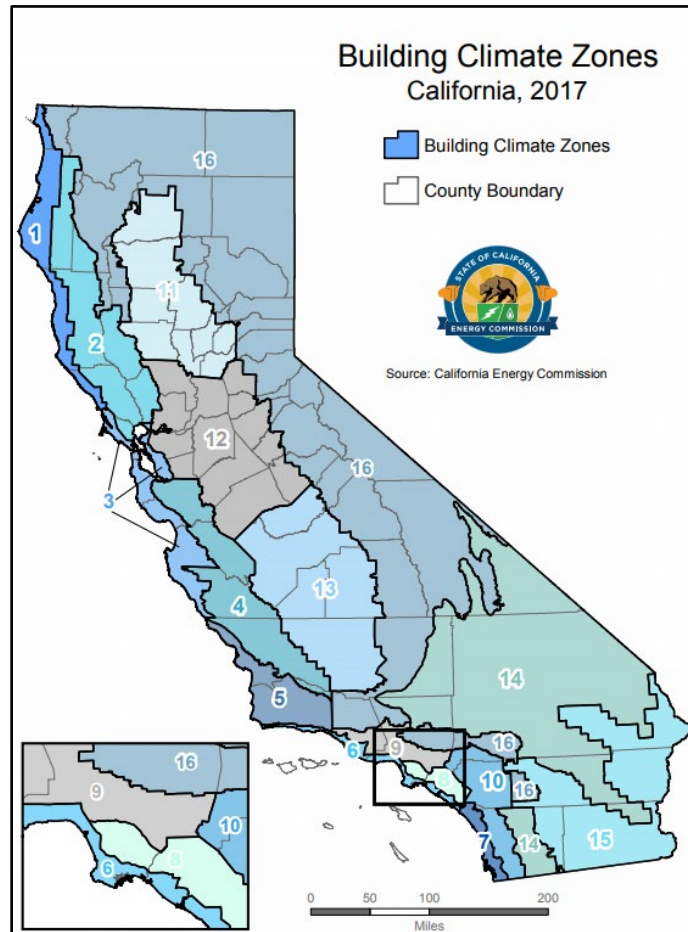 Building Climate Zones
California, 2017
Building Climate Zones
County Boundary
STATE OF CALIFORNIA
ENERGY COMMISSION
Source: California Energy Commission
16
1
11
2
12
16
3
13
4
14
5
6
9
16
8
10
16
7
14
15
16
9
10
8
6
0 50 100 200
Miles